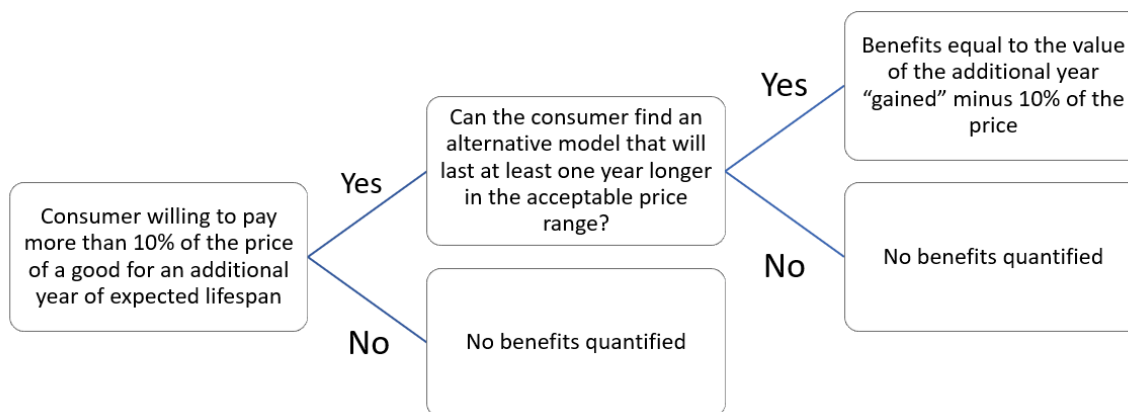 Consumer willing to pay
more than 10% of the price
of a good for an additional
year of expected lifespan
Yes
No
Can the consumer find an
alternative model that will
last at least one year longer
in the acceptable price
range?
No benefits quantified
Yes
No
Benefits equal to the value
of the additional year
“gained” minus 10% of the
price
No benefits quantified